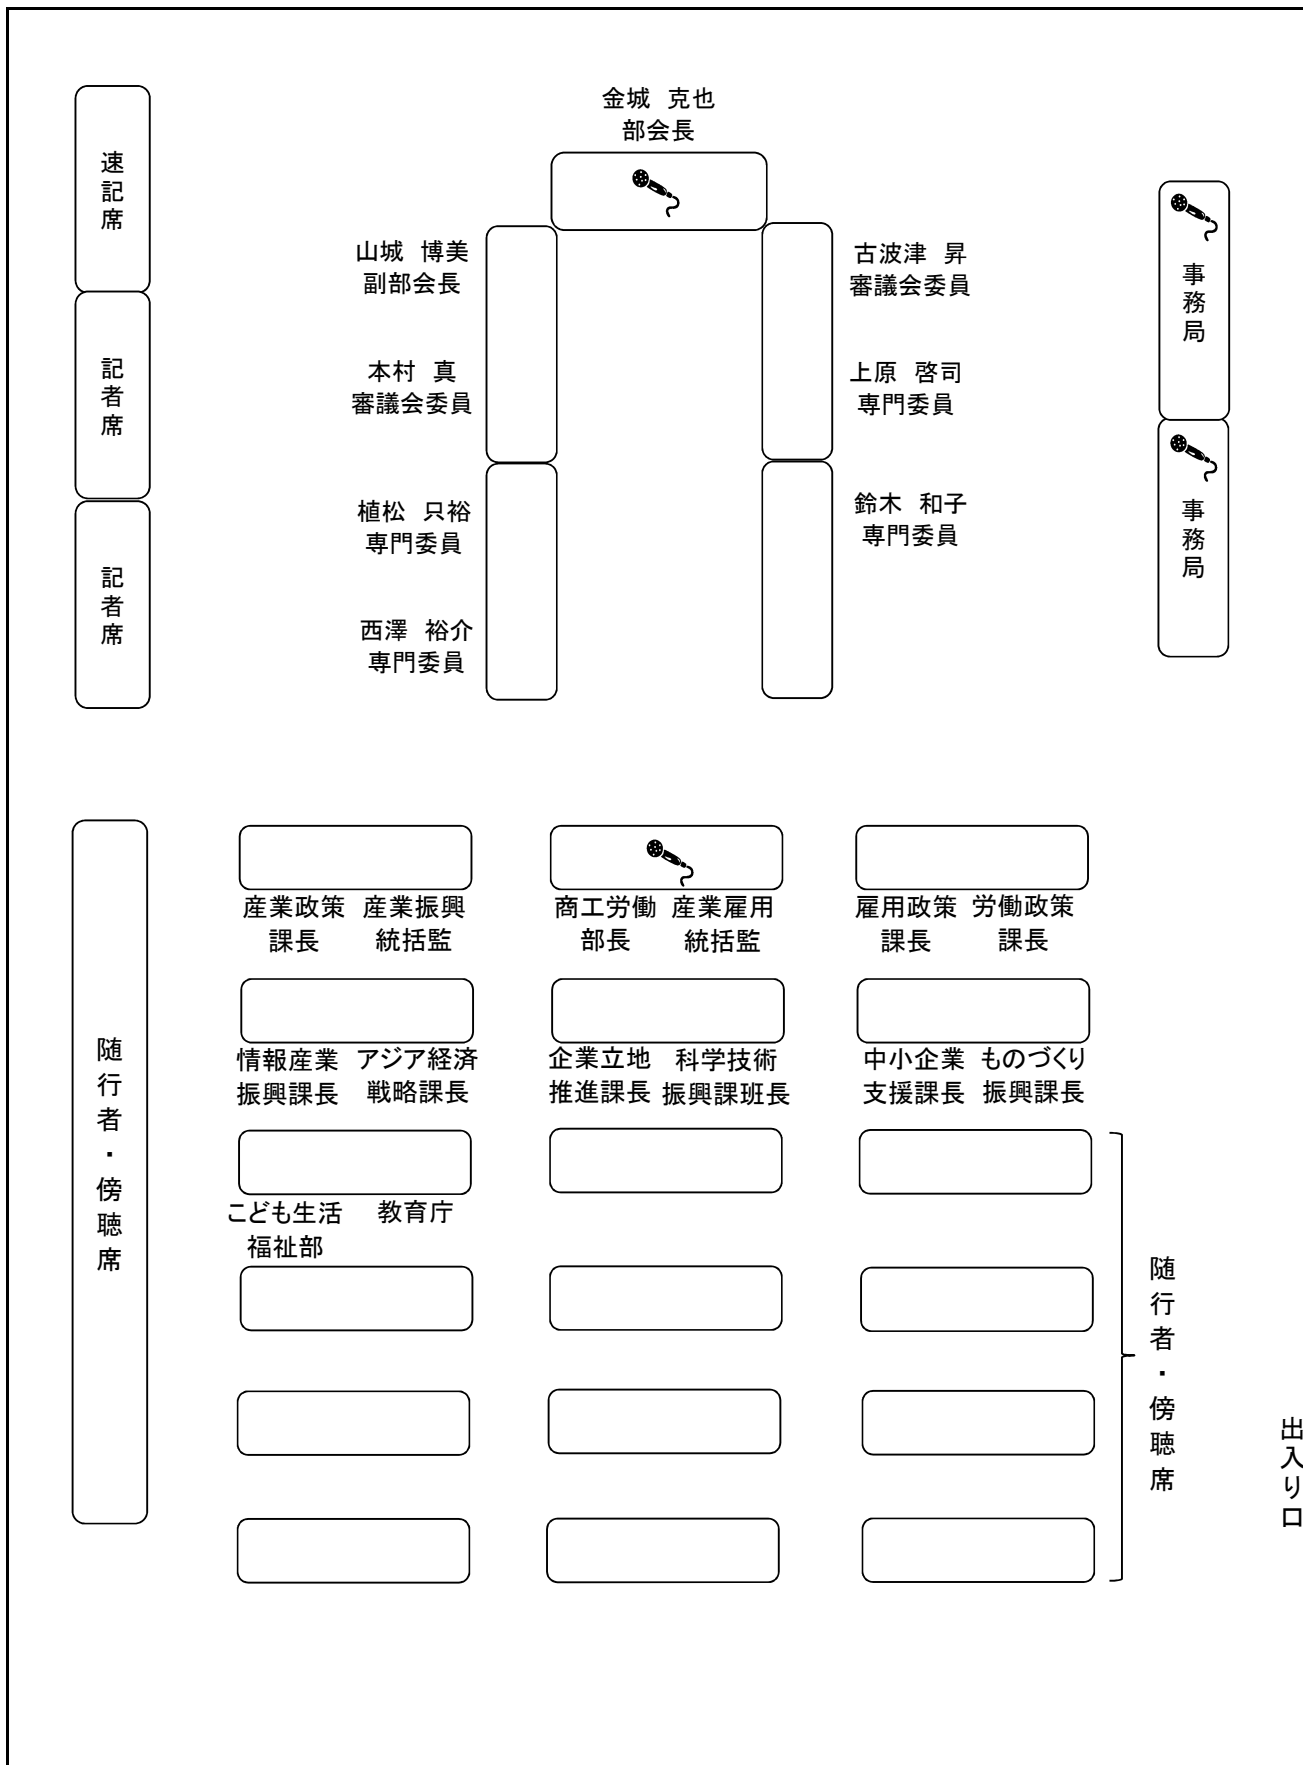 金城　克也
部会長
速記席
記者席
記者席
山城　博美
副部会長
本村　真
審議会委員
植松　只裕
専門委員
西澤　裕介
専門委員
古波津　昇
審議会委員
上原　啓司
専門委員
鈴木　和子
専門委員
事務局
事務局
随行者・傍聴席
産業政策　産業振興
課長　統括監
商工労働　産業雇用
部長　統括監
雇用政策　労働政策
課長　課長
情報産業　アジア経済
振興課長　戦略課長
企業立地　科学技術
推進課長　振興課班長
中小企業　ものづくり
支援課長　振興課長
こども生活　教育庁
福祉部
随行者・傍聴席
出入り口